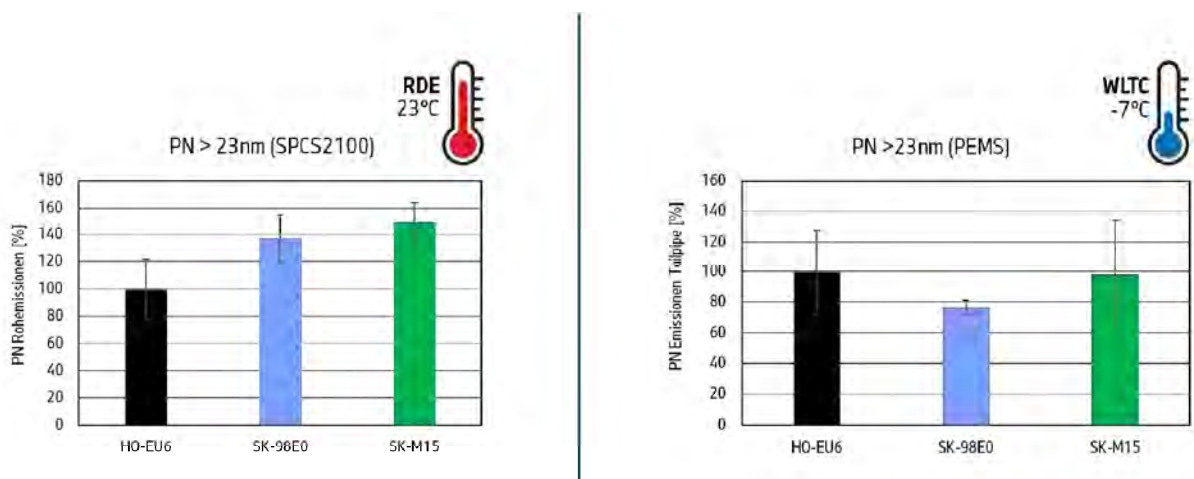 RDE
23°C
PN > 23nm (SPCS2100)
PN Rohemissionen [%]
180
160
140
120
100
80
60
40
20
0
HO-EU6 SK-98E0 SK-M15
WLTC
-7°C
PN >23nm (PEMS)
PN Emissionen Tailpipe [%]
160
140
120
100
80
60
40
20
0
HO-EU6 SK-98E0 SK-M15